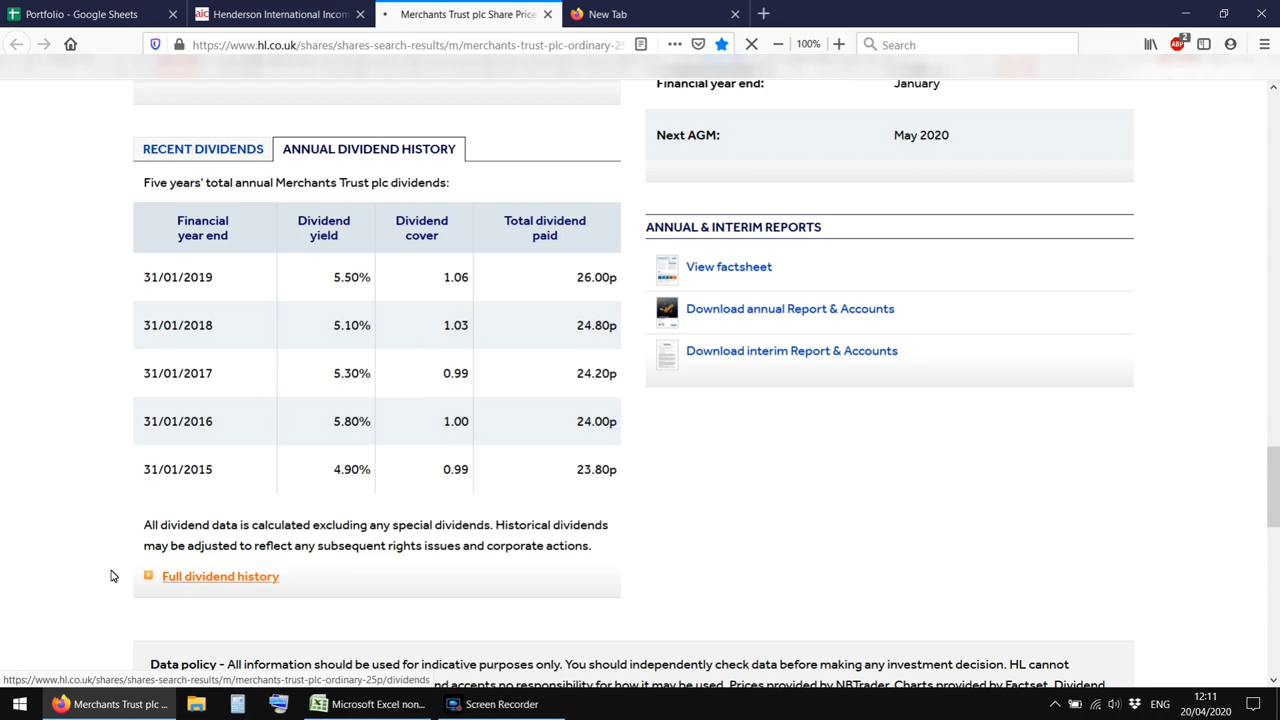 Portfolio - Google Sheets
aic Henderson International Incom
Merchants Trust plc Share Price
New Tab
https://www.hl.co.uk/shares/shares-search-results/m/merchants-trust-plc-ordinary-25
100%
Search
ABP 2
Financial year end: January
Next AGM: May 2020
RECENT DIVIDENDS
ANNUAL DIVIDEND HISTORY
Five years' total annual Merchants Trust plc dividends:
Financial year end
Dividend yield
Dividend cover
Total dividend paid
31/01/2019 5.50% 1.06 26.00p
31/01/2018 5.10% 1.03 24.80p
31/01/2017 5.30% 0.99 24.20p
31/01/2016 5.80% 1.00 24.00p
31/01/2015 4.90% 0.99 23.80p
All dividend data is calculated excluding any special dividends. Historical dividends
may be adjusted to reflect any subsequent rights issues and corporate actions.
Full dividend history
ANNUAL & INTERIM REPORTS
View factsheet
Download annual Report & Accounts
Download interim Report & Accounts
Data policy - All information should be used for indicative purposes only. You should independently check data before making any investment decision. HL cannot
accepts no responsibility for how it may be used. Prices provided by NBTrader. Charts provided by Factset. Dividend
https://www.hl.co.uk/shares/shares-search-results/m/merchants-trust-plc-ordinary-25p/dividends
Merchants Trust plc ...
Microsoft Excel non...
Screen Recorder
ENG
12:11
20/04/2020